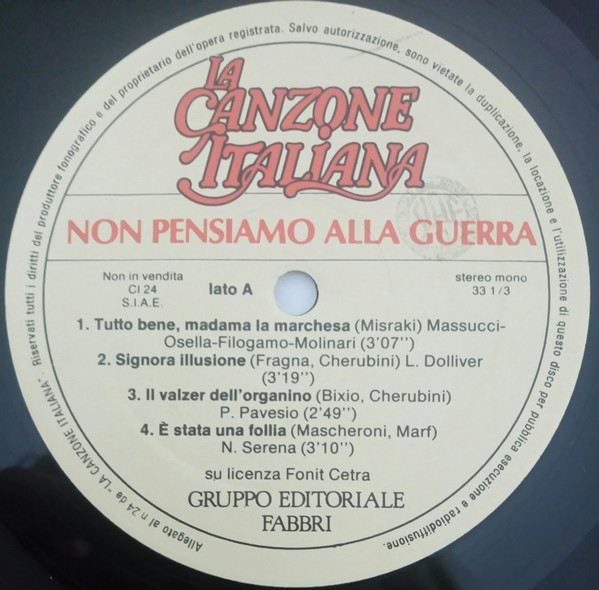 Allegato al n.24 de "LA CANZONE ITALIANA". Riservati tutti i diritti del produttore fonografico e del proprietario dell'opera registrata. Salvo autorizzazione, sono vietate la duplicazione, la locazione e l'utilizzazione di questo disco per pubblica esecuzione e radiodiffusione.
LA
CANZONE
ITALIANA
NON PENSIAMO ALLA GUERRA
Non in vendita
CI 24
S.I.A.E.
lato A
stereo mono
33 1/3
1. Tutto bene, madama la marchesa (Misraki) Massucci-
Osella-Filogamo-Molinari (3'07'')
2. Signora illusione (Fragna, Cherubini) L. Dolliver
(3'19'')
3. Il valzer dell'organino (Bixio, Cherubini)
P. Pavesio (2'49'')
4. È stata una follia (Mascheroni, Marf)
N. Serena (3'10'')
su licenza Fonit Cetra
GRUPPO EDITORIALE
FABBRI